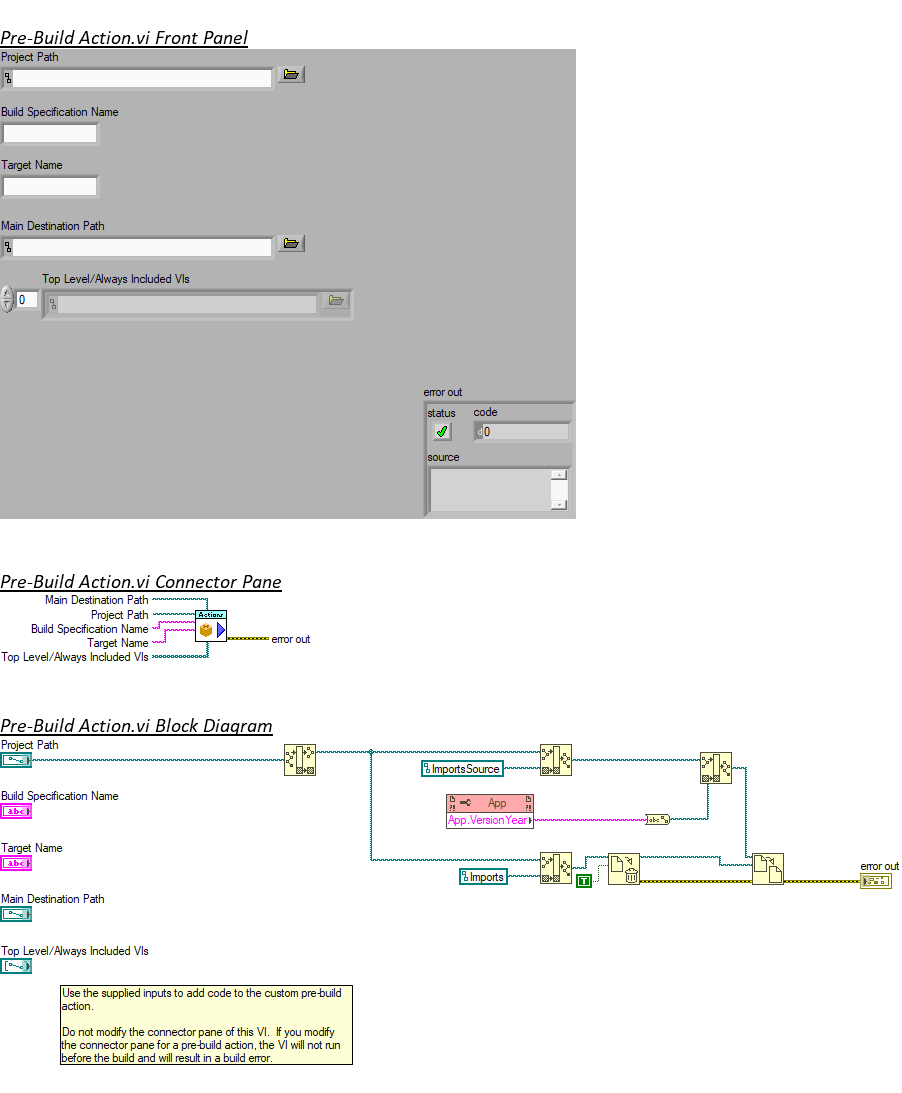 Pre-Build Action.vi Front Panel
Project Path
Build Specification Name
Target Name
Main Destination Path
Top Level/Always Included VIs
0
error out
status
code
d
0
source
Pre-Build Action.vi Connector Pane
Main Destination Path
Project Path
Build Specification Name
Target Name
Top Level/Always Included VIs
Actions
error out
Pre-Build Action.vi Block Diagram
Project Path
Build Specification Name
abc
Target Name
abc
Main Destination Path
Top Level/Always Included VIs
ImportsSource
App
App.VersionYear
abc
Imports
T
error out
Use the supplied inputs to add code to the custom pre-build
action.
Do not modify the connector pane of this VI.  If you modify
the connector pane for a pre-build action, the VI will not run
before the build and will result in a build error.